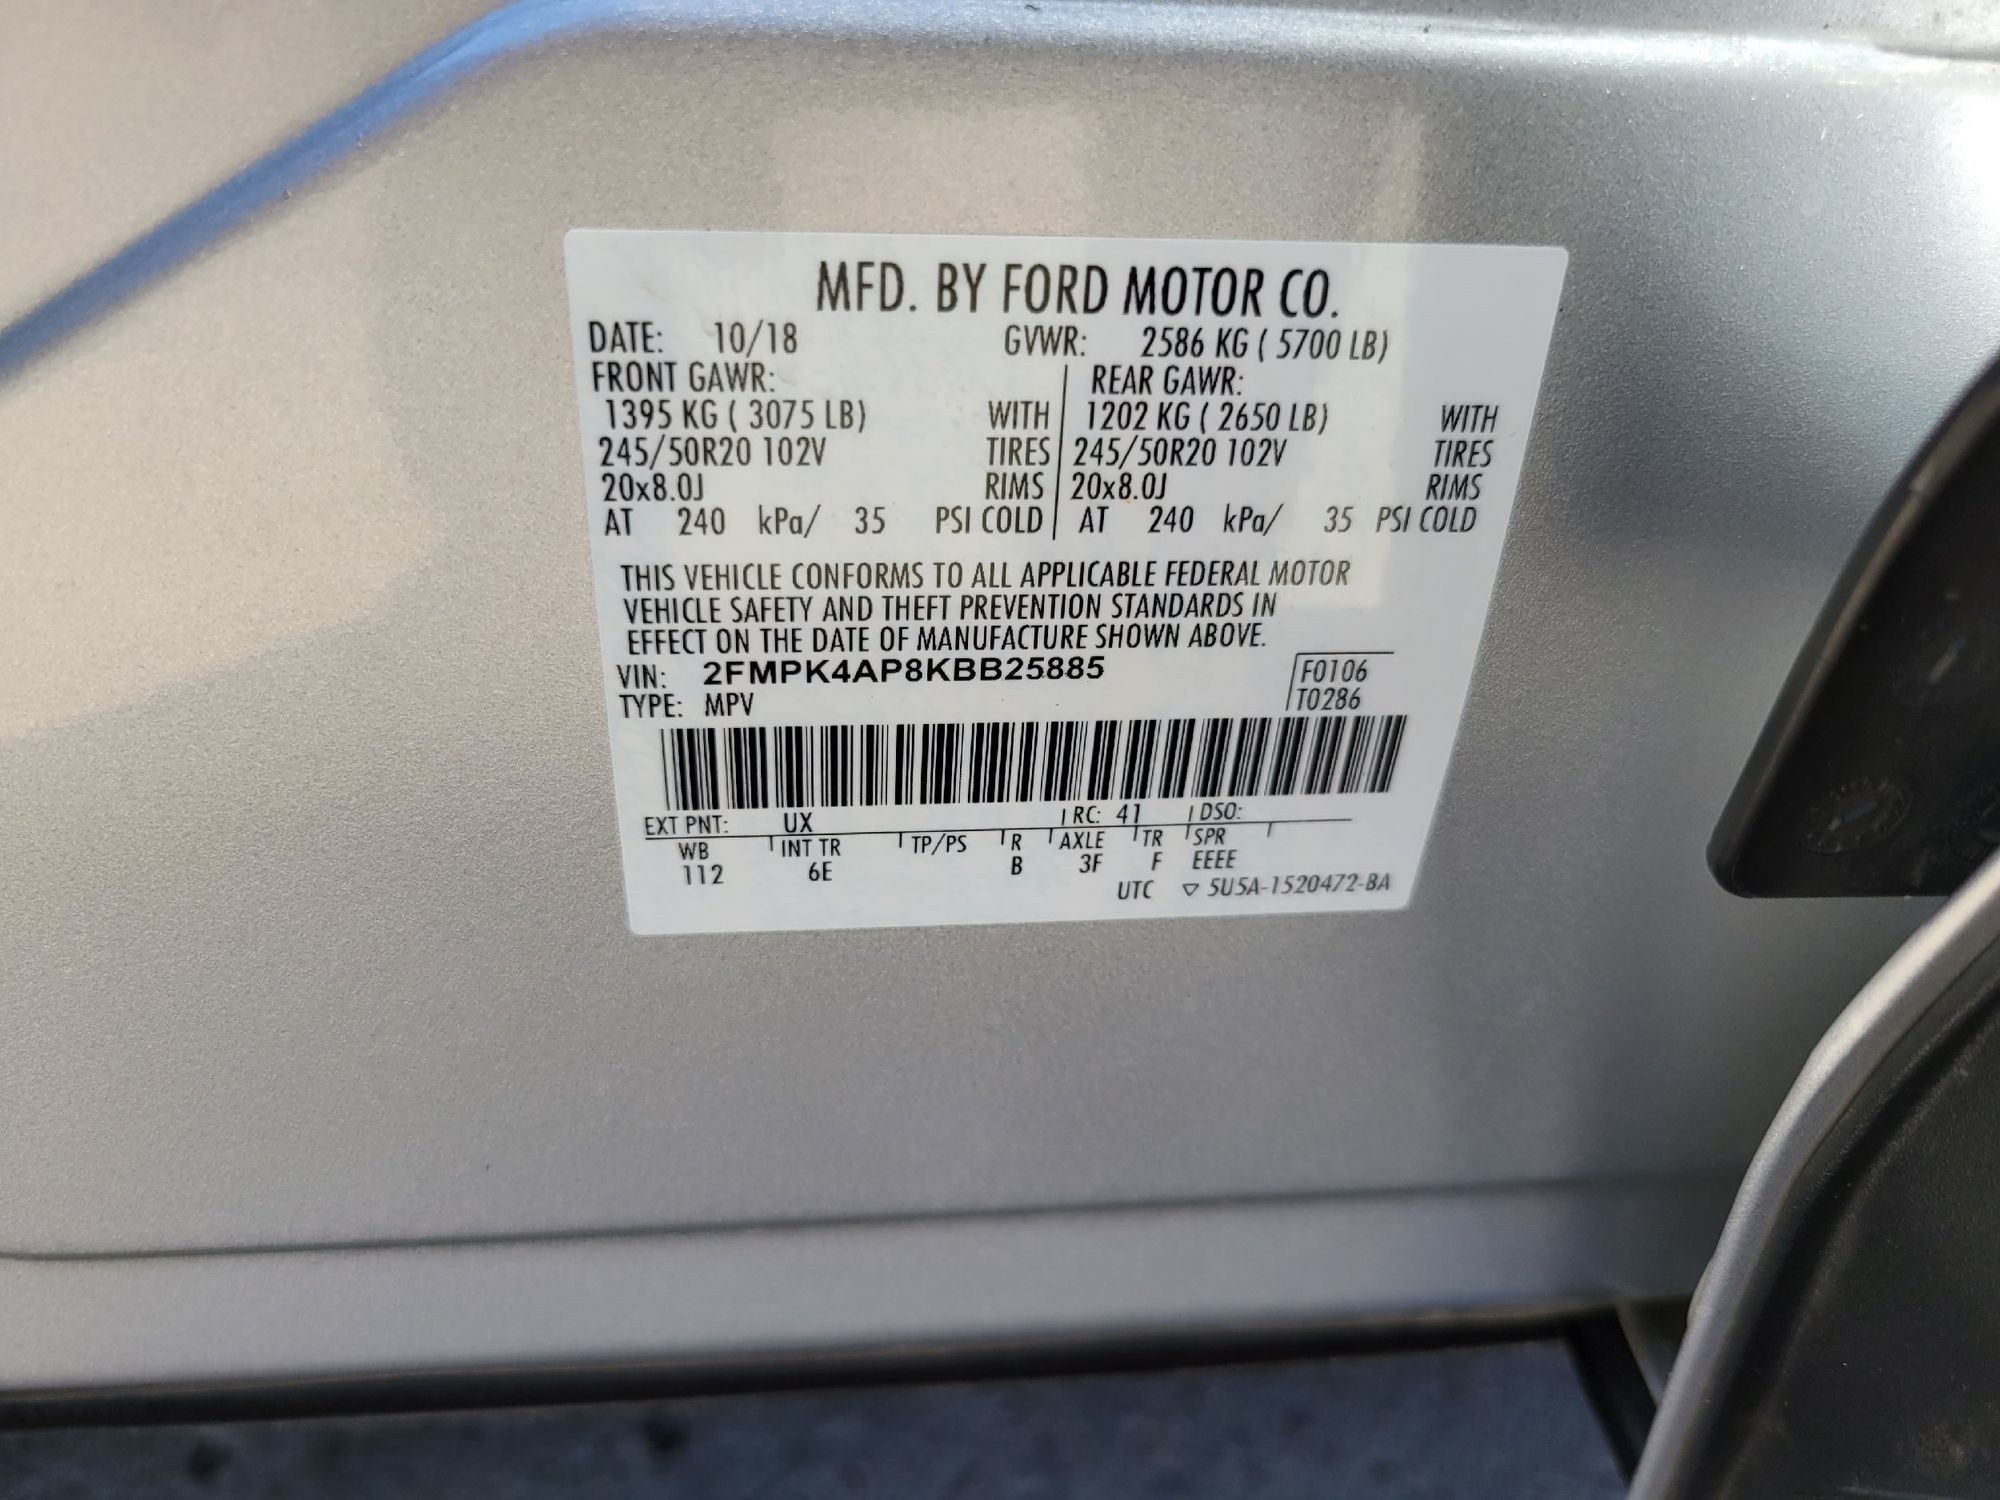 MFD. BY FORD MOTOR CO.
DATE: 10/18 GVWR: 2586 KG ( 5700 LB)
FRONT GAWR: REAR GAWR:
1395 KG ( 3075 LB) WITH 1202 KG ( 2650 LB) WITH
245/50R20 102V TIRES 245/50R20 102V TIRES
20x8.0J RIMS 20x8.0J RIMS
AT 240 kPa/ 35 PSI COLD AT 240 kPa/ 35 PSI COLD
THIS VEHICLE CONFORMS TO ALL APPLICABLE FEDERAL MOTOR
VEHICLE SAFETY AND THEFT PREVENTION STANDARDS IN
EFFECT ON THE DATE OF MANUFACTURE SHOWN ABOVE.
VIN: 2FMPK4AP8KBB25885 F0106
TYPE: MPV T0286
EXT PNT: UX RC: 41 DSO:
WB INT TR TP/PS R AXLE TR SPR
112 6E B 3F F EEEE
UTC ▽ 5U5A-1520472-BA